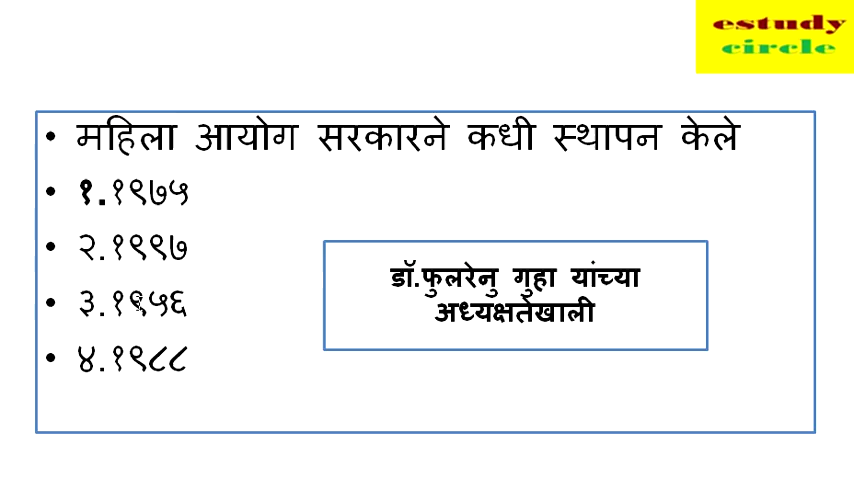 estudy
circle
• महिला आयोग सरकारने कधी स्थापन केले
• १.१९७५
• २.१९९७
• ३.१९५६
• ४.१९८८
डॉ.फुलरेनु गुहा यांच्या
अध्यक्षतेखाली